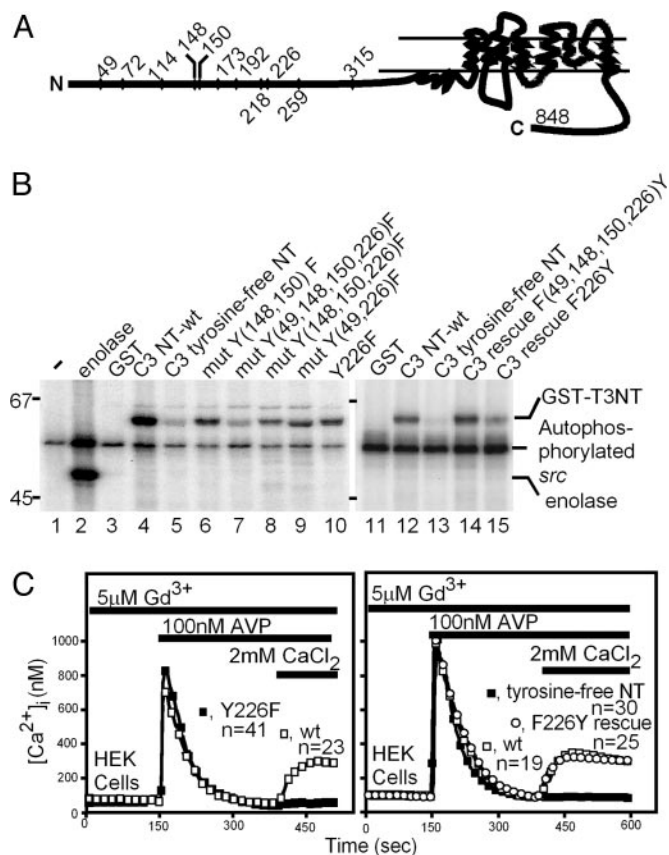 A
49
72
114
148
150
173
192
226
315
N
218
259
C
848
B
-
enolase
GST
C3 NT-wt
C3 tyrosine-free NT
mut Y(148,150) F
mut Y(49,148,150,226)F
mut Y(148,150,226)F
mut Y(49,226)F
Y226F
GST
C3 NT-wt
C3 tyrosine-free NT
C3 rescue F(49,148,150,226)Y
C3 rescue F226Y
67
45
GST-T3NT
Autophos-
phorylated
src
enolase
1 2 3 4 5 6 7 8 9 10 11 12 13 14 15
C
5μM Gd3+
100nM AVP
2mM CaCl2
1000
800
600
400
200
0
[Ca2+]i (nM)
■, Y226F
n=41
□, wt
n=23
HEK
Cells
0 150 300 450
5μM Gd3+
100nM AVP
2mM CaCl2
■, tyrosine-free NT
n=30
○, F226Y rescue
n=25
□, wt
n=19
HEK
Cells
0 150 300 450 600
Time (sec)